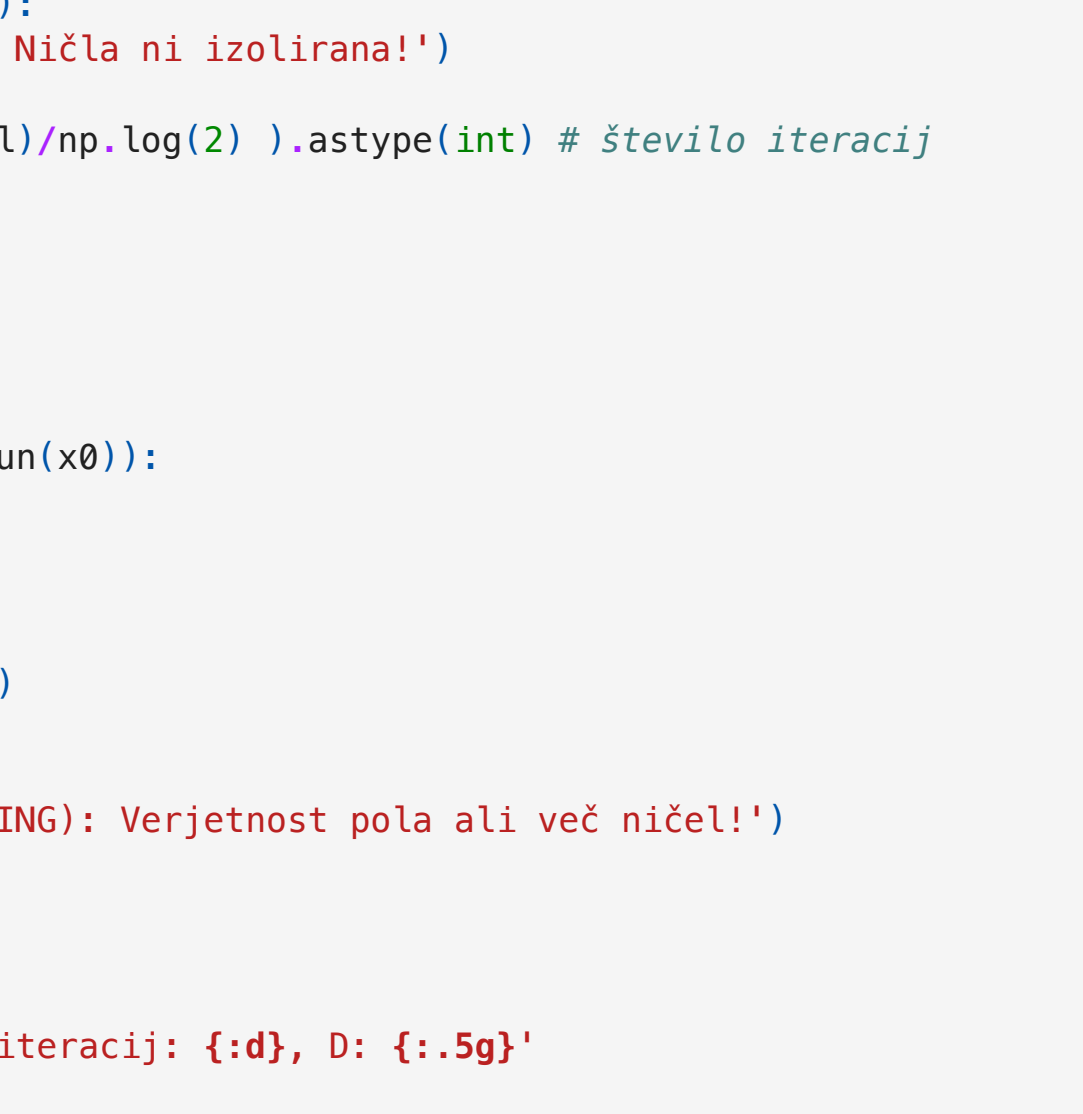 ):
Ničla ni izolirana!')
l)/np.log(2) ).astype(int) # število iteracij
un(x0)):
)
ING): Verjetnost pola ali več ničel!')
iteracij: {:d}, D: {:.5g}'